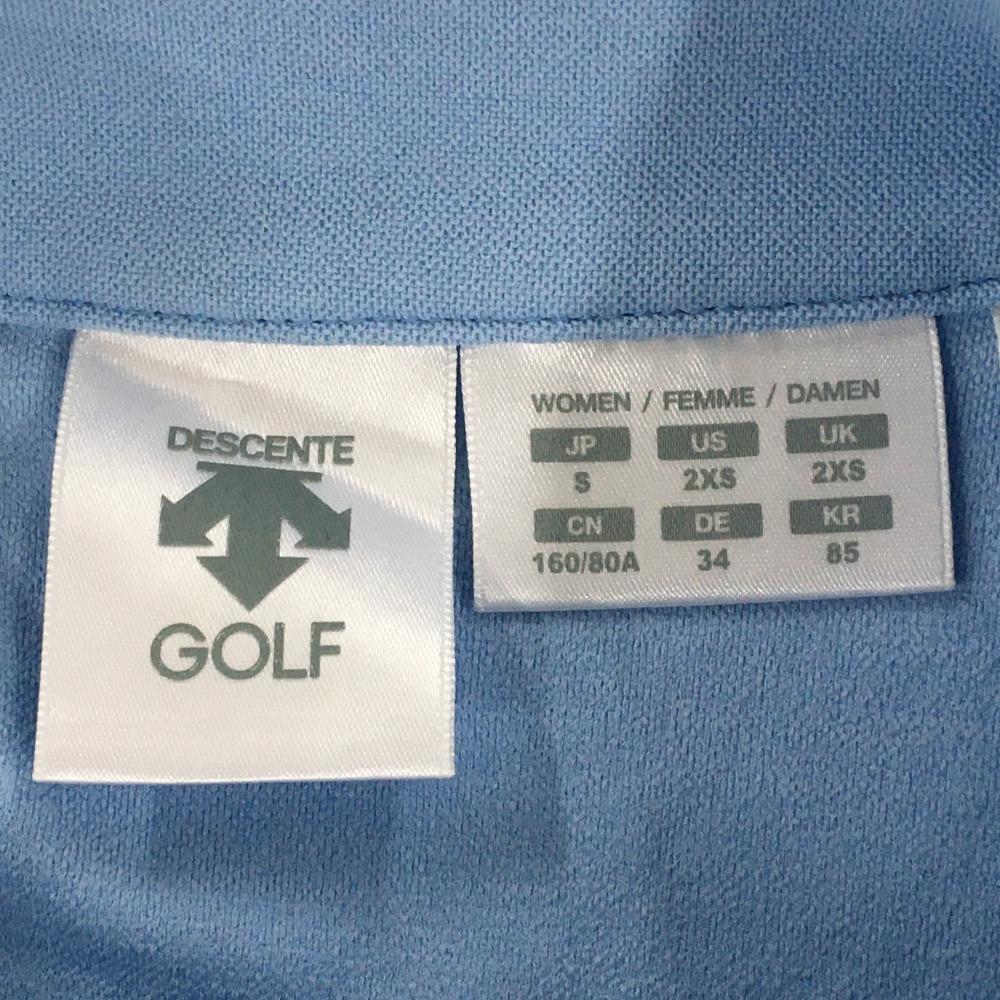 DESCENTE
GOLF
WOMEN / FEMME / DAMEN
JP US UK
S 2XS 2XS
CN DE KR
160/80A 34 85